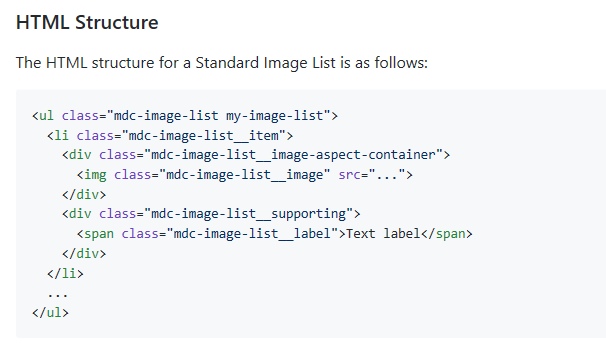 HTML Structure
The HTML structure for a Standard Image List is as follows:
<ul class="mdc-image-list my-image-list">
  <li class="mdc-image-list__item">
    <div class="mdc-image-list__image-aspect-container">
      <img class="mdc-image-list__image" src="...">
    </div>
    <div class="mdc-image-list__supporting">
      <span class="mdc-image-list__label">Text label</span>
    </div>
  </li>
  ...
</ul>